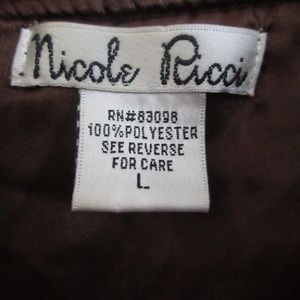 Nicole Ricci
RN#83098
100%POLYESTER
SEE REVERSE
FOR CARE
L